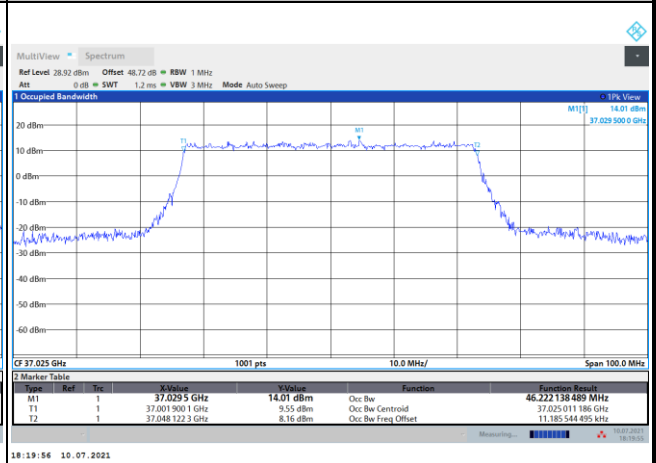 MultiView Spectrum
Ref Level 28.92 dBm Offset 48.72 dB RBW 1 MHz
Att 0 dB SWT 1.2 ms VBW 3 MHz Mode Auto Sweep
1 Occupied Bandwidth 1Pk View
M1[1] 14.01 dBm
37.029 500 0 GHz
20 dBm
M1
T1
T2
10 dBm
0 dBm
-10 dBm
-20 dBm
-30 dBm
-40 dBm
-50 dBm
-60 dBm
CF 37.025 GHz 1001 pts 10.0 MHz/ Span 100.0 MHz
2 Marker Table
Type Ref Trc X-Value Y-Value Function Function Result
M1 1 37.029 5 GHz 14.01 dBm Occ Bw 46.222 138 489 MHz
T1 1 37.001 900 1 GHz 9.55 dBm Occ Bw Centroid 37.025 011 186 GHz
T2 1 37.048 122 3 GHz 8.16 dBm Occ Bw Freq Offset 11.185 544 495 kHz
Measuring... 10.07.2021
18:19:55
18:19:56 10.07.2021